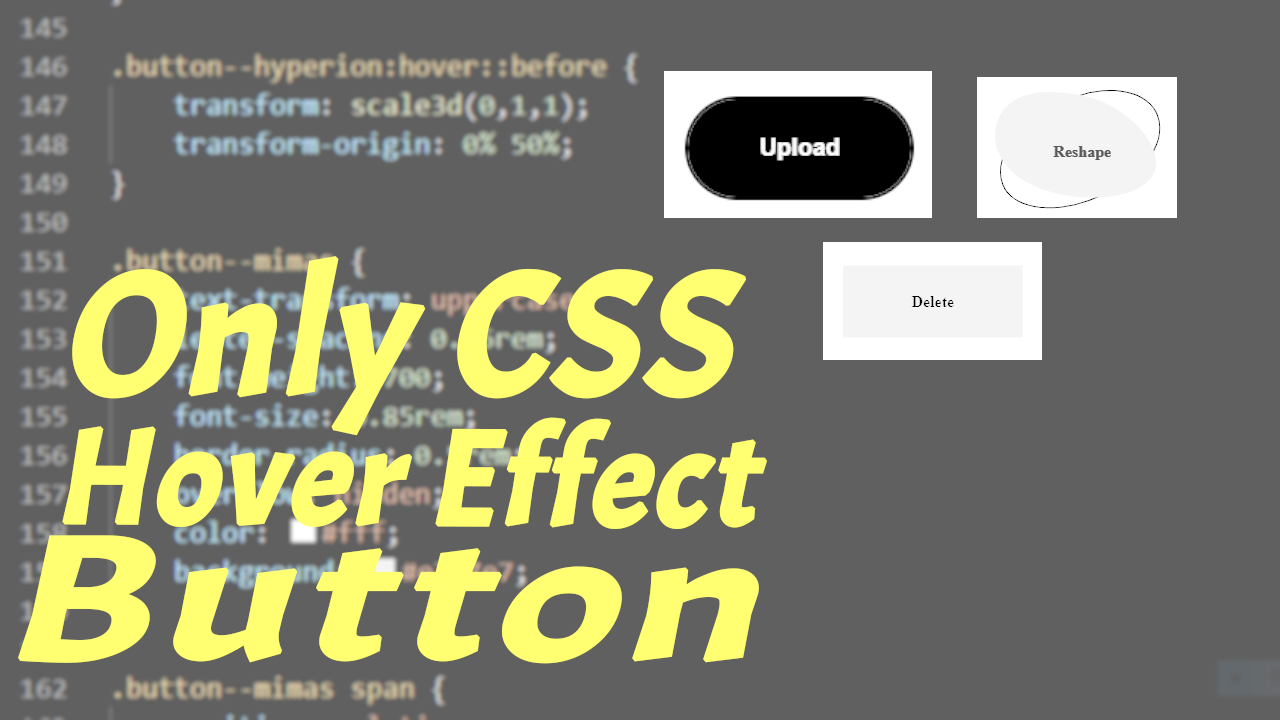 145
146 .button--hyperion:hover::before {
147 transform: scale3d(0,1,1);
148 transform-origin: 0% 50%;
149 }
150
151 .button--mimas {
152
153
154
155 font-size:
156
157
158 color: #fff;
162 .button--mimas span {
Only CSS
Hover Effect
Button
Upload
Reshape
Delete